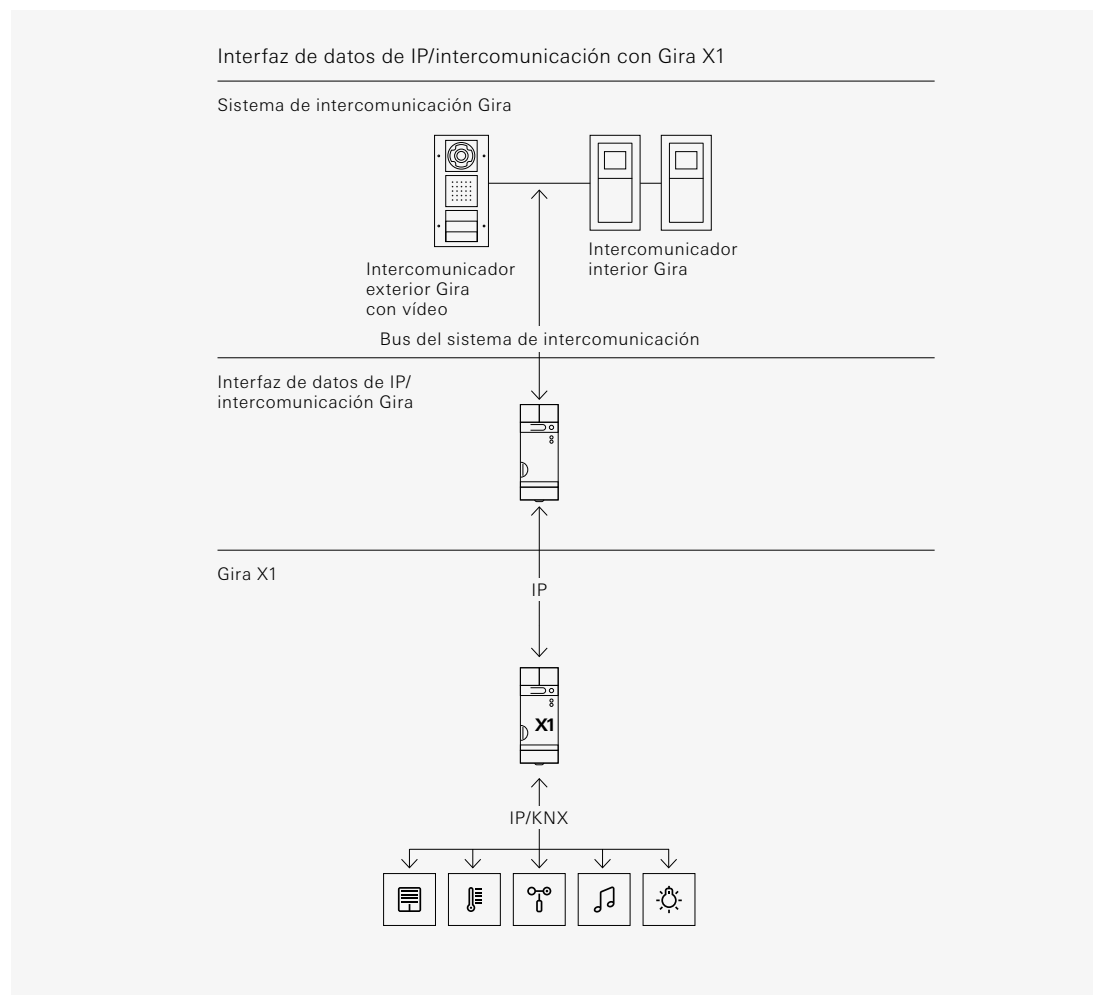 Interfaz de datos de IP/intercomunicación con Gira X1
Sistema de intercomunicación Gira
Intercomunicador
interior Gira
Intercomunicador
exterior Gira
con vídeo
Bus del sistema de intercomunicación
Interfaz de datos de IP/
intercomunicación Gira
Gira X1
IP
X1
IP/KNX